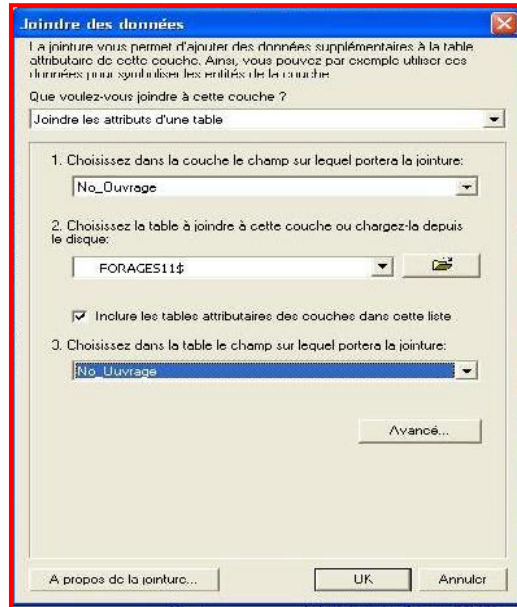 Joindre des données
La jointure vous permet d'ajouter des données supplémentaires à la table
attributaire de cette couche. Ainsi, vous pouvez par exemple utiliser ces
données pour symboliser les entités de la couche
Que voulez-vous joindre à cette couche ?
Joindre les attributs d'une table
1. Choisissez dans la couche le champ sur lequel portera la jointure:
No_Ouvrage
2. Choisissez la table à joindre à cette couche ou chargez-la depuis
le disque:
FORAGES11$
Inclure les tables attributaires des couches dans cette liste
3. Choisissez dans la table le champ sur lequel portera la jointure:
No_Ouvrage
Avancé...
A propos de la jointure...
OK
Annuler